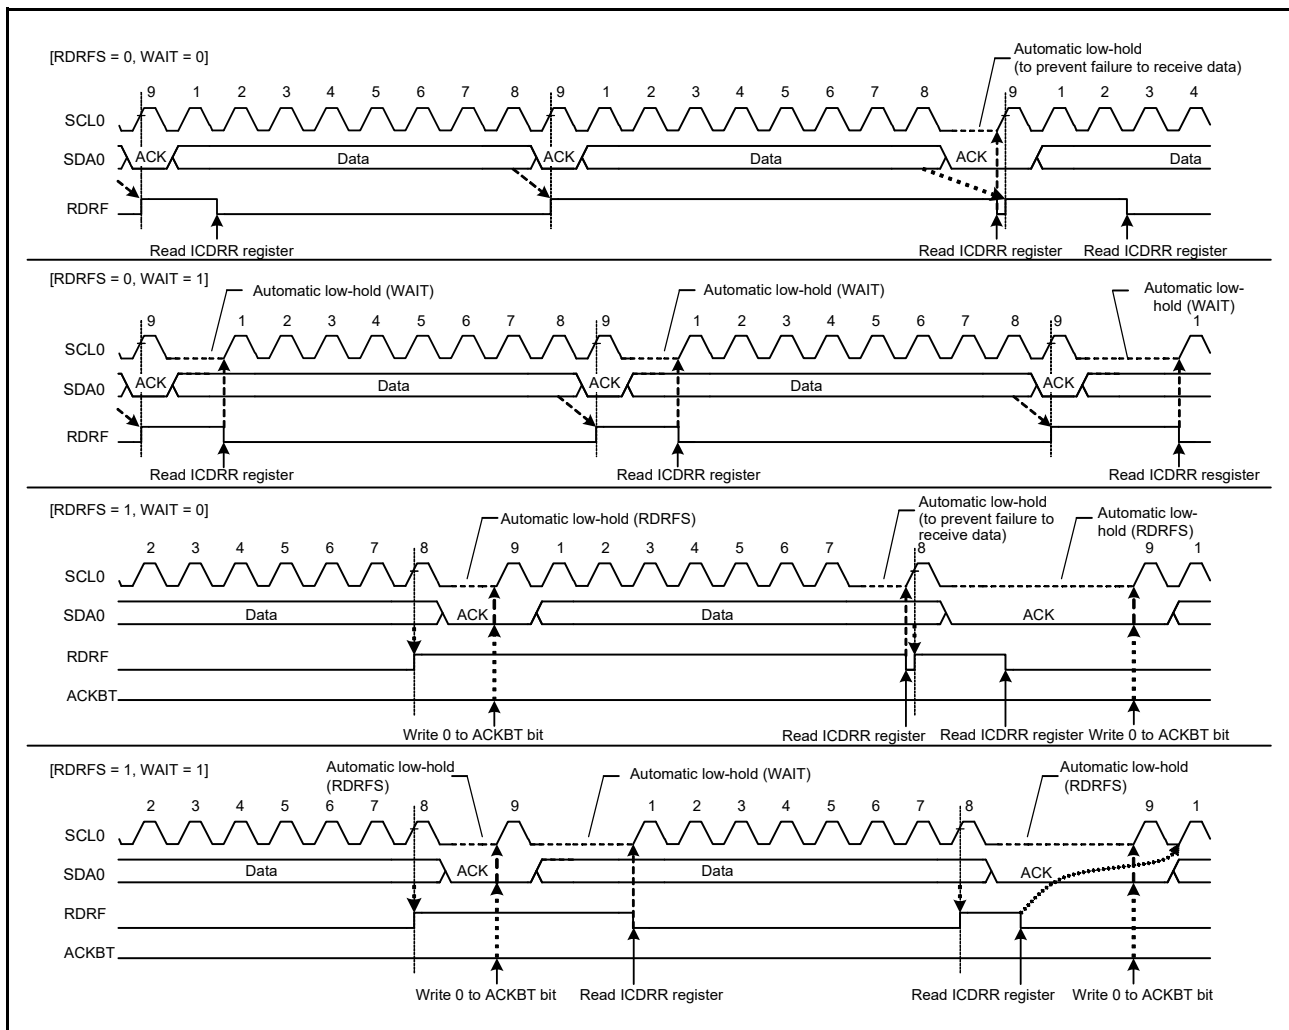 [RDRFS = 0, WAIT = 0]
Automatic low-hold
(to prevent failure to receive data)
9 1 2 3 4 5 6 7 8 9 1 2 3 4 5 6 7 8 9 1 2 3 4
SCL0
SDA0 ACK Data ACK Data ACK Data
RDRF
Read ICDRR register Read ICDRR register Read ICDRR register
[RDRFS = 0, WAIT = 1]
Automatic low-hold (WAIT) Automatic low-hold (WAIT) Automatic low-
hold (WAIT)
9 1 2 3 4 5 6 7 8 9 1 2 3 4 5 6 7 8 9 1
SCL0
SDA0 ACK Data ACK Data ACK
RDRF
Read ICDRR register Read ICDRR register Read ICDRR resgister
[RDRFS = 1, WAIT = 0]
Automatic low-hold (RDRFS) Automatic low-hold
(to prevent failure to
receive data) Automatic low-
hold (RDRFS)
2 3 4 5 6 7 8 9 1 2 3 4 5 6 7 8 9 1
SCL0
SDA0 Data ACK Data ACK
RDRF
ACKBT
Write 0 to ACKBT bit Read ICDRR register Read ICDRR register Write 0 to ACKBT bit
[RDRFS = 1, WAIT = 1]
Automatic low-hold
(RDRFS) Automatic low-hold (WAIT) Automatic low-hold
(RDRFS)
2 3 4 5 6 7 8 9 1 2 3 4 5 6 7 8 9 1
SCL0
SDA0 Data ACK Data ACK
RDRF
ACKBT
Write 0 to ACKBT bit Read ICDRR register Read ICDRR register Write 0 to ACKBT bit